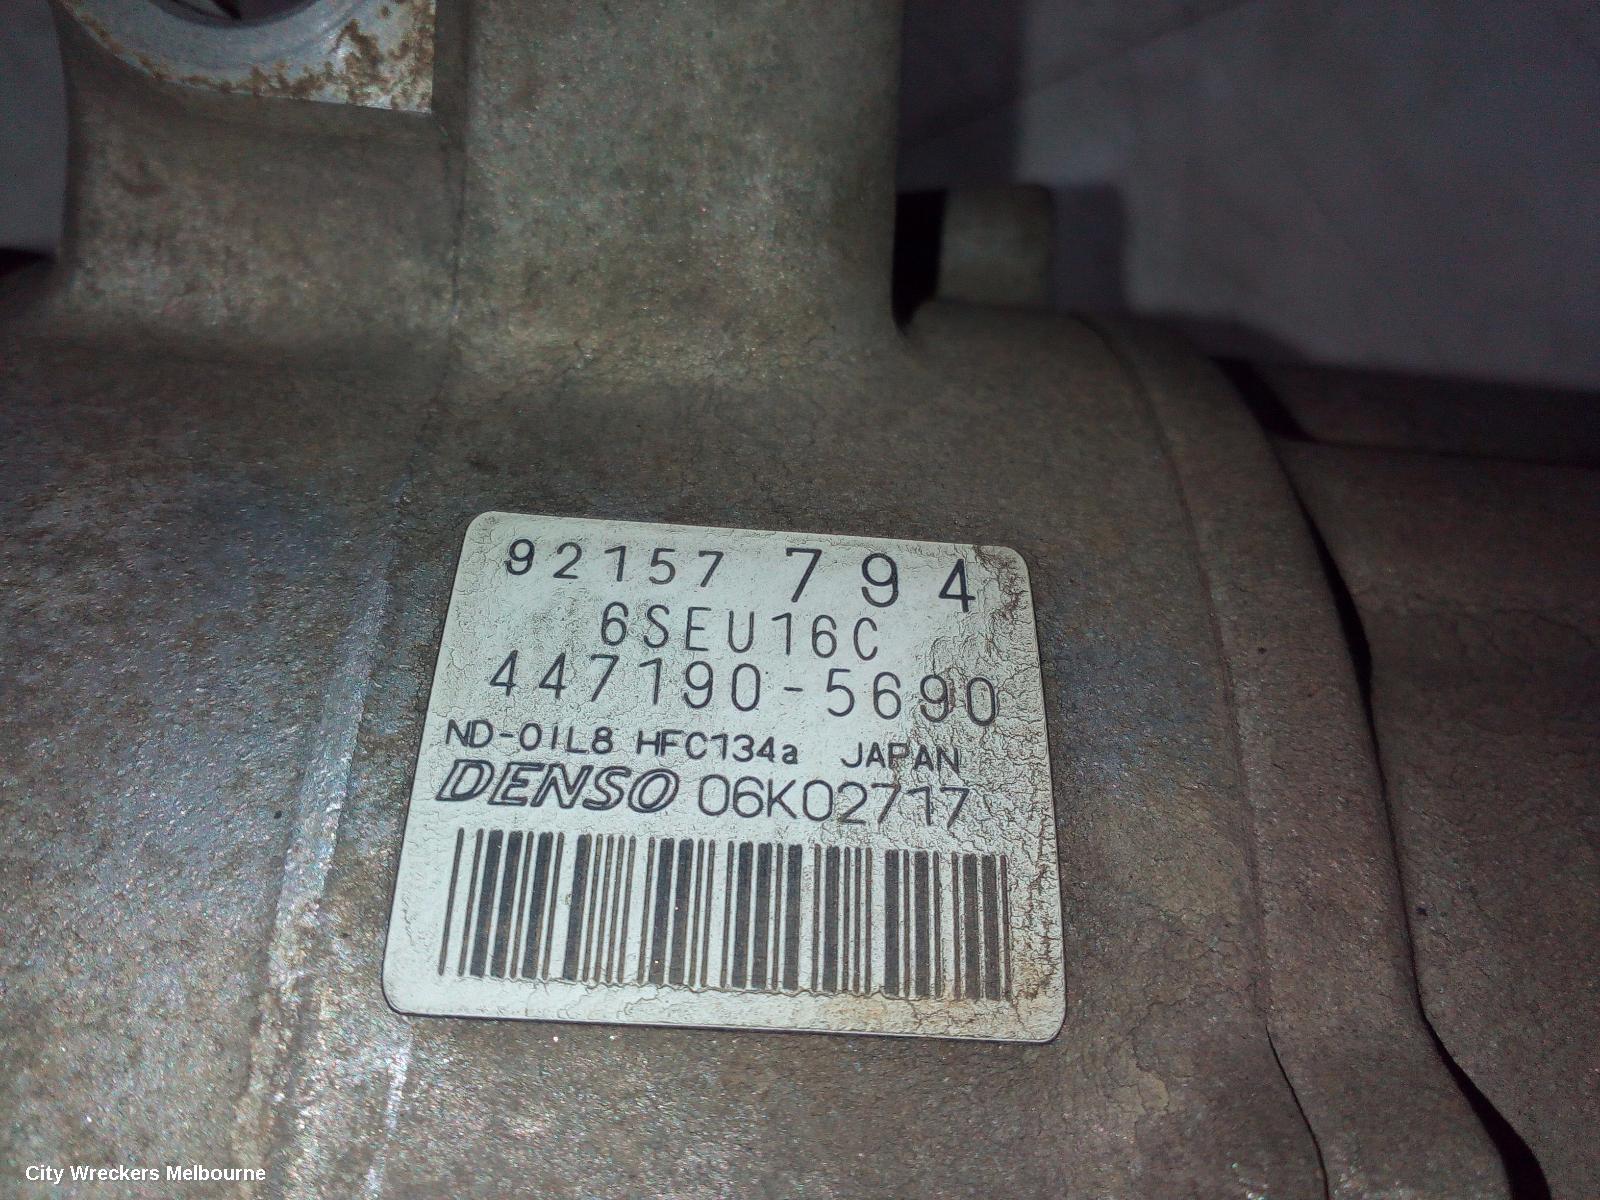 92157 794
6SEU16C
447190-5690
ND-OIL8 HFC134a JAPAN
DENSO 06K02717
City Wreckers Melbourne